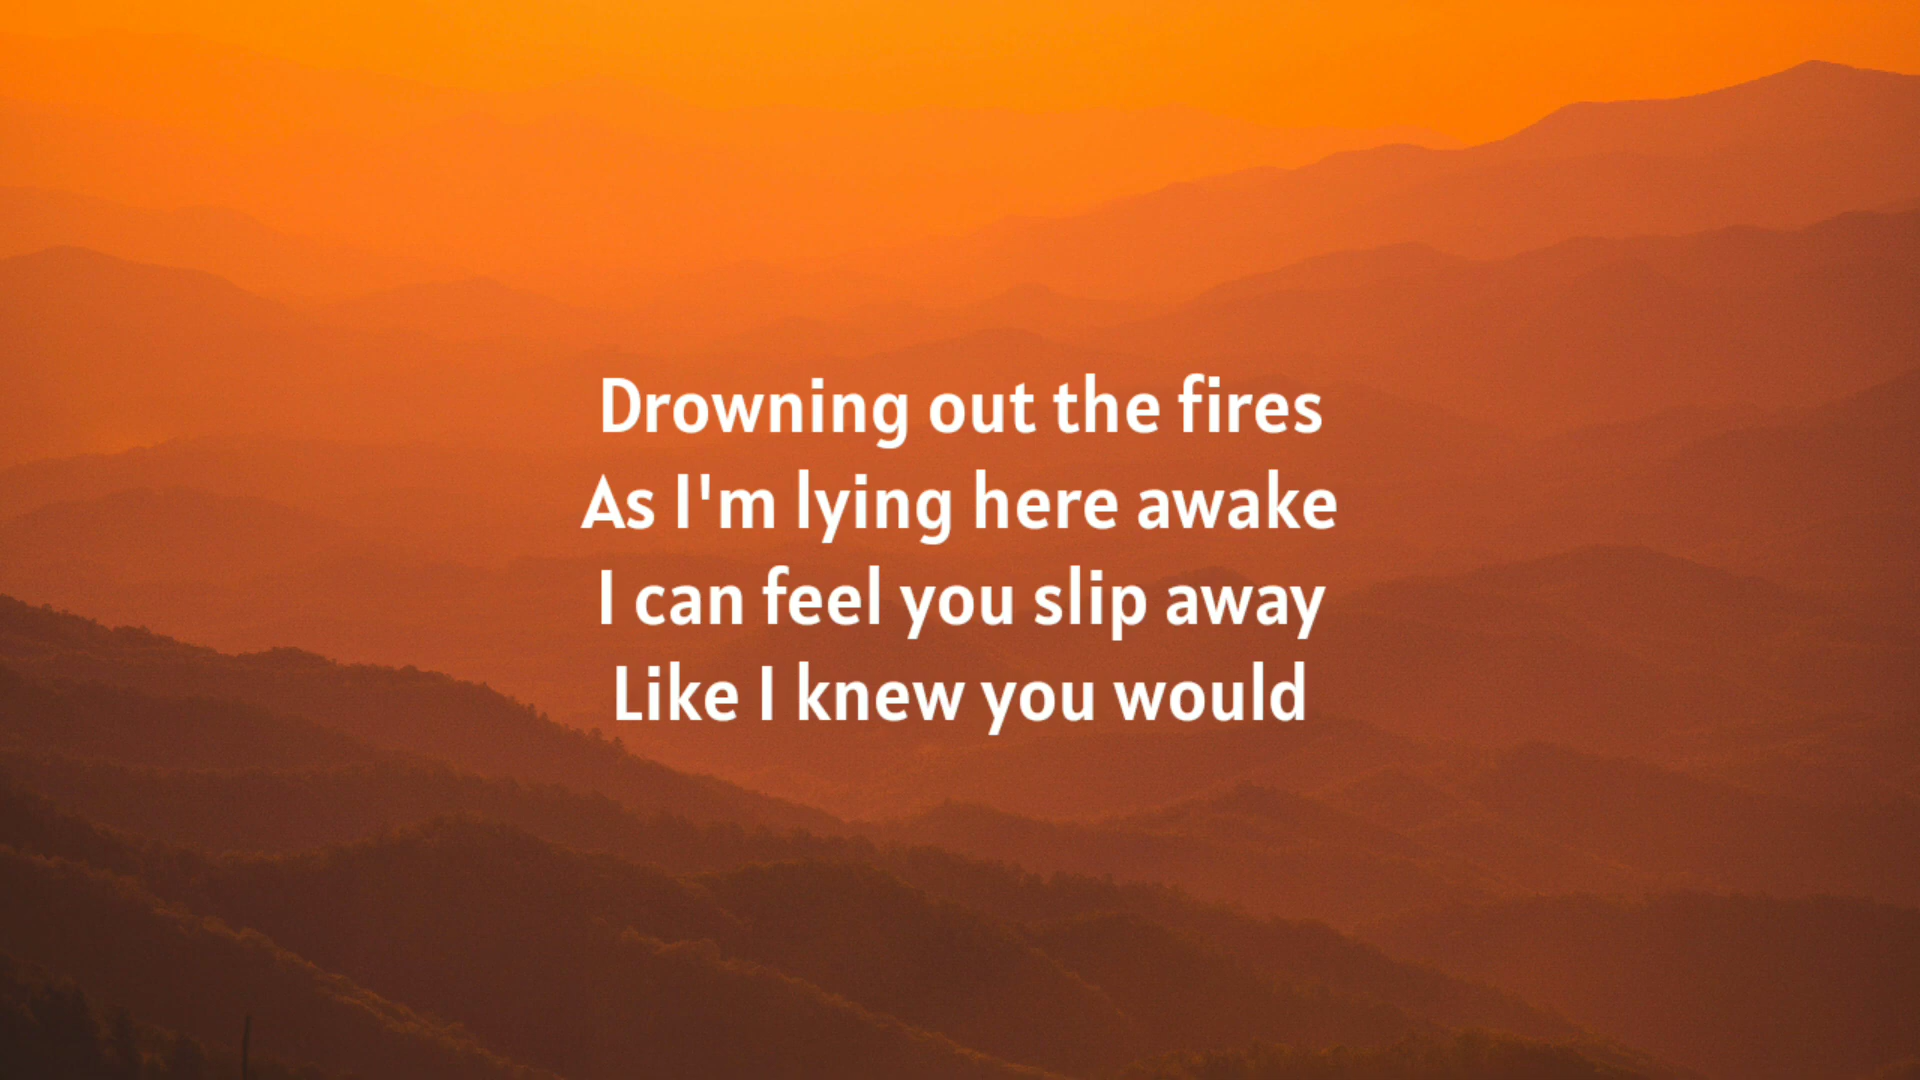 Drowning out the fires
As I'm lying here awake
I can feel you slip away
Like I knew you would